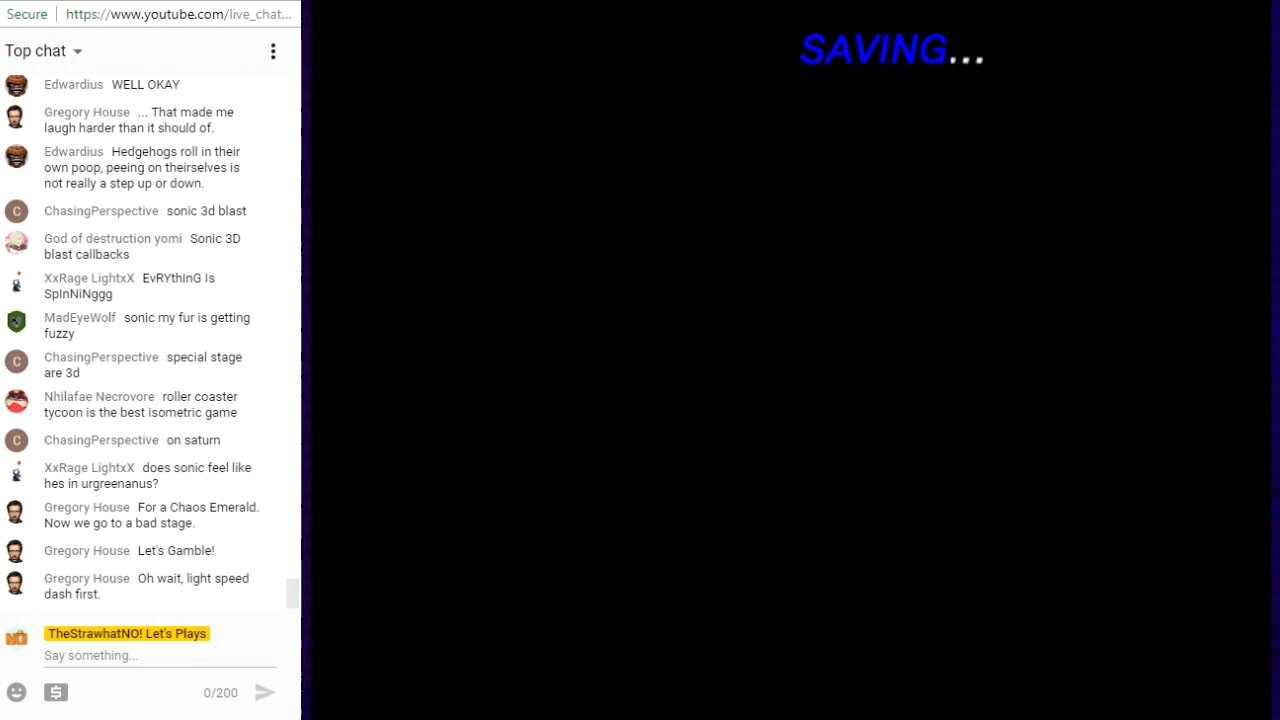 Secure https://www.youtube.com/live_chat...
Top chat
SAVING...
Edwardius WELL OKAY
Gregory House ... That made me
laugh harder than it should of.
Edwardius Hedgehogs roll in their
own poop, peeing on theirselves is
not really a step up or down.
C
ChasingPerspective sonic 3d blast
God of destruction yomi Sonic 3D
blast callbacks
XxRage LightxX EvRYthInG Is
SpInNiNggg
MadEyeWolf sonic my fur is getting
fuzzy
C
ChasingPerspective special stage
are 3d
Nhilafae Necrovore roller coaster
tycoon is the best isometric game
C
ChasingPerspective on saturn
XxRage LightxX does sonic feel like
hes in urgreenanus?
Gregory House For a Chaos Emerald.
Now we go to a bad stage.
Gregory House Let's Gamble!
Gregory House Oh wait, light speed
dash first.
NO!
TheStrawhatNO! Let's Plays
Say something...
$
0/200